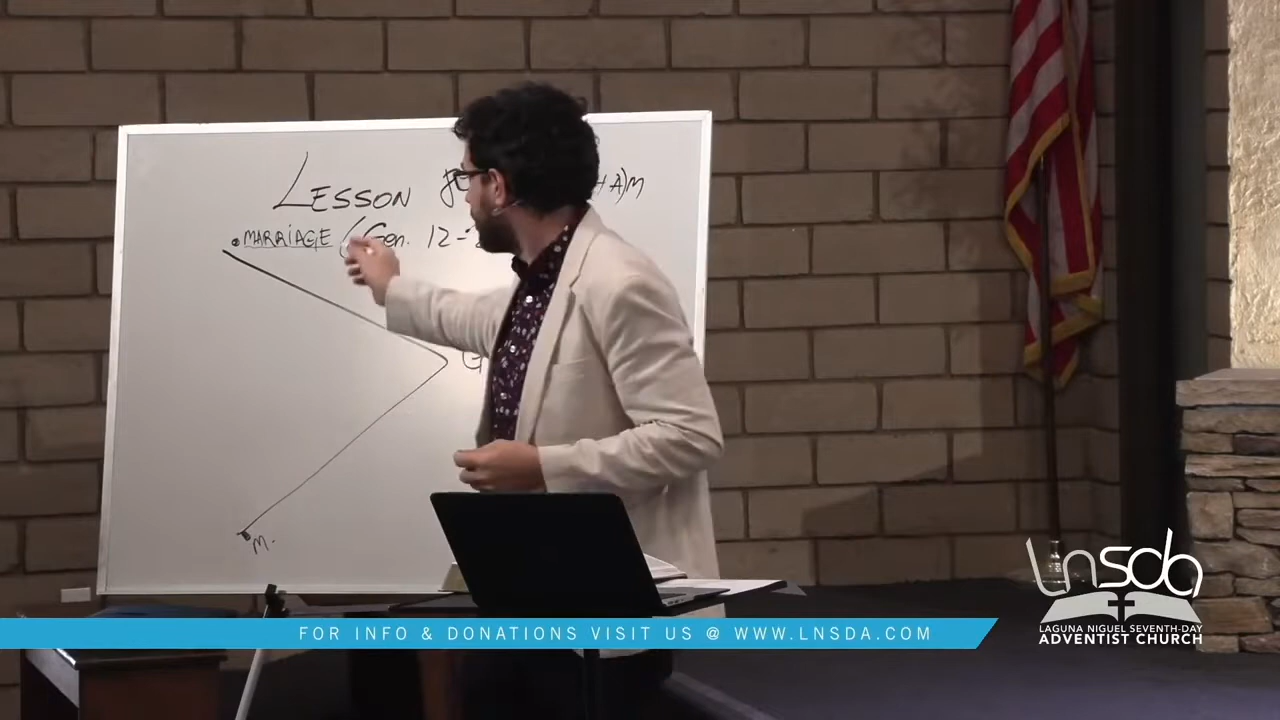 LESSON
• MARRIAGE (Gen. 12-
G
M.
FOR INFO & DONATIONS VISIT US @ WWW.LNSDA.COM
LNSDA
LAGUNA NIGUEL SEVENTH-DAY
ADVENTIST CHURCH